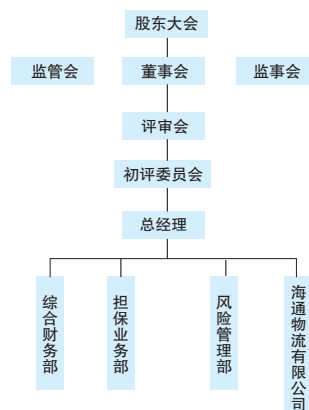 股东大会
监管会
董事会
监事会
评审会
初评委员会
总经理
综合财务部
担保业务部
风险管理部
海通物流有限公司